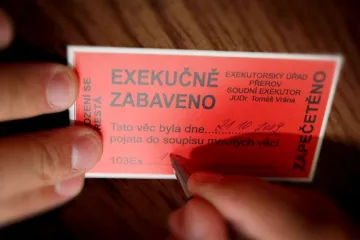 EXEKUČNĚ
ZABAVENO
EXEKUTORSKÝ ÚŘAD
PŘEROV
SOUDNÍ EXEKUTOR
JUDr. Tomáš Vrána
Tato věc byla dne
pojata do soupisu movitých věcí.
103Ex
ZAPEČETĚNO